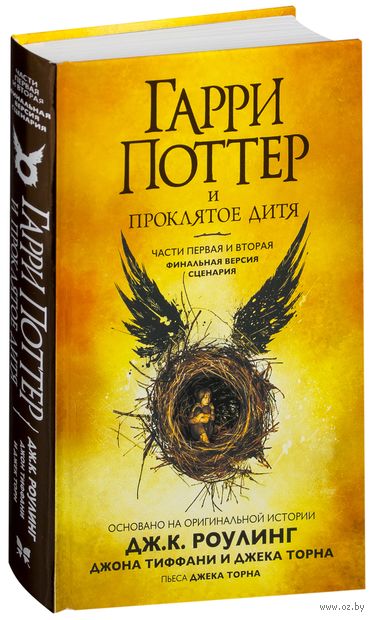 ГАРРИ
ПОТТЕР
И
ПРОКЛЯТОЕ ДИТЯ
ЧАСТИ ПЕРВАЯ И ВТОРАЯ
ФИНАЛЬНАЯ ВЕРСИЯ
СЦЕНАРИЯ
ОСНОВАНО НА ОРИГИНАЛЬНОЙ ИСТОРИИ
ДЖ.К. РОУЛИНГ
ДЖОНА ТИФФАНИ И ДЖЕКА ТОРНА
ПЬЕСА ДЖЕКА ТОРНА
ЧАСТИ ПЕРВАЯ
И ВТОРАЯ
ФИНАЛЬНАЯ
ВЕРСИЯ
СЦЕНАРИЯ
ГАРРИ ПОТТЕР
И ПРОКЛЯТОЕ ДИТЯ
ДЖ.К. РОУЛИНГ
ДЖОН ТИФФАНИ
И ДЖЕК ТОРН
www.oz.by